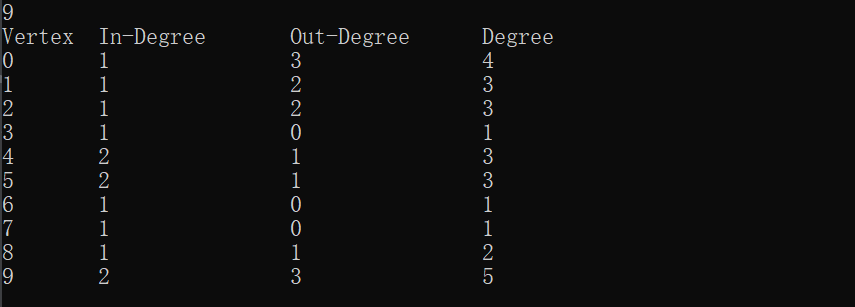 9
Vertex In-Degree Out-Degree Degree
0 1 3 4
1 1 2 3
2 1 2 3
3 1 0 1
4 2 1 3
5 2 1 3
6 1 0 1
7 1 0 1
8 1 1 2
9 2 3 5